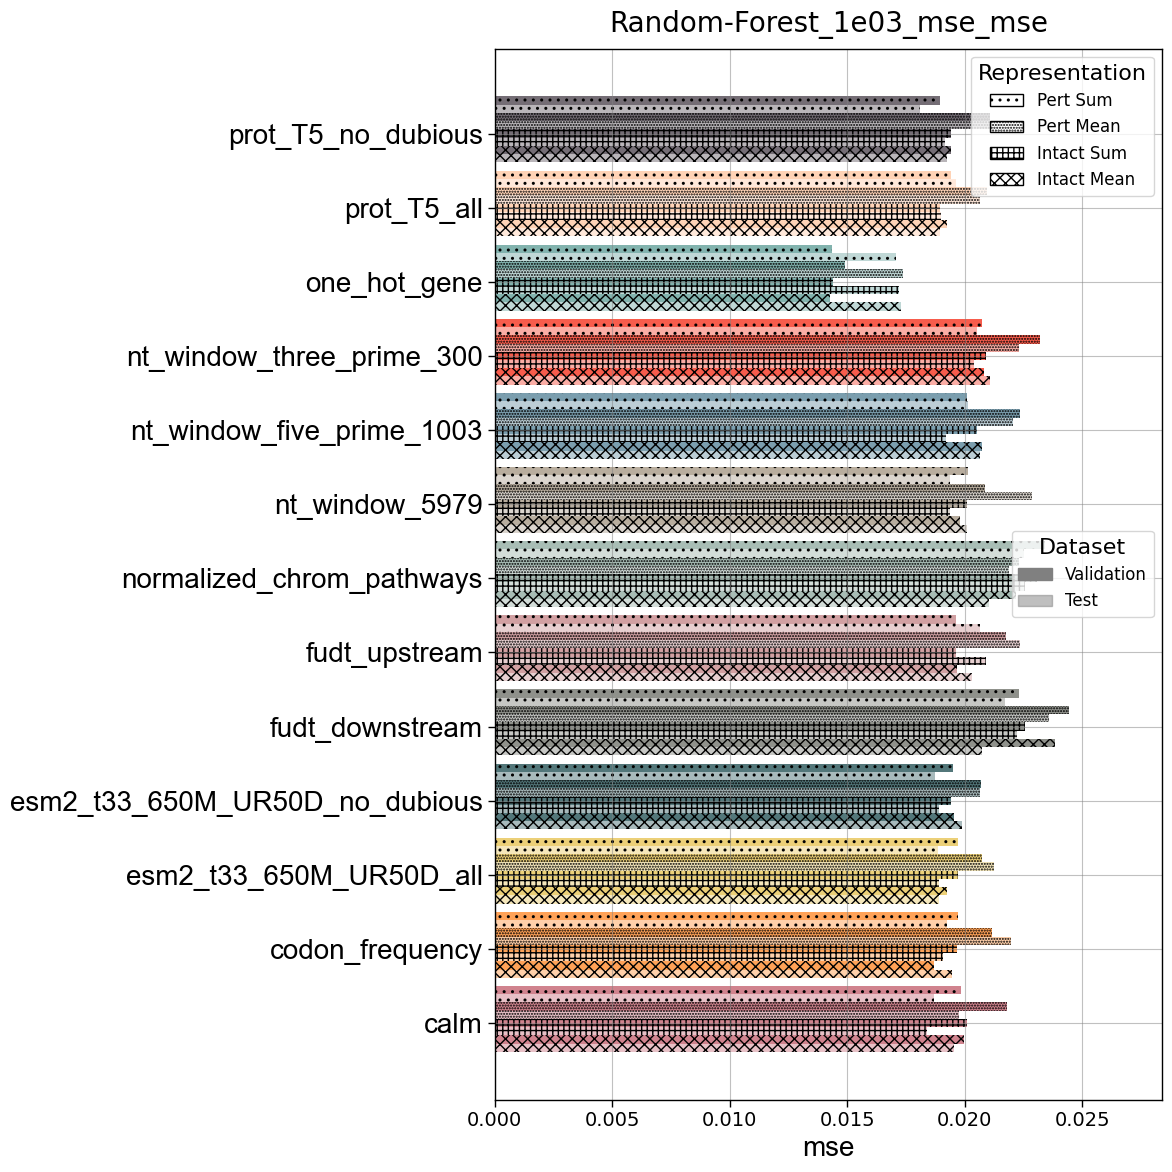 Random-Forest_1e03_mse_mse
Representation
Pert Sum
Pert Mean
Intact Sum
Intact Mean
prot_T5_no_dubious
prot_T5_all
one_hot_gene
nt_window_three_prime_300
nt_window_five_prime_1003
nt_window_5979
Dataset
Validation
Test
normalized_chrom_pathways
fudt_upstream
fudt_downstream
esm2_t33_650M_UR50D_no_dubious
esm2_t33_650M_UR50D_all
codon_frequency
calm
0.000 0.005 0.010 0.015 0.020 0.025
mse